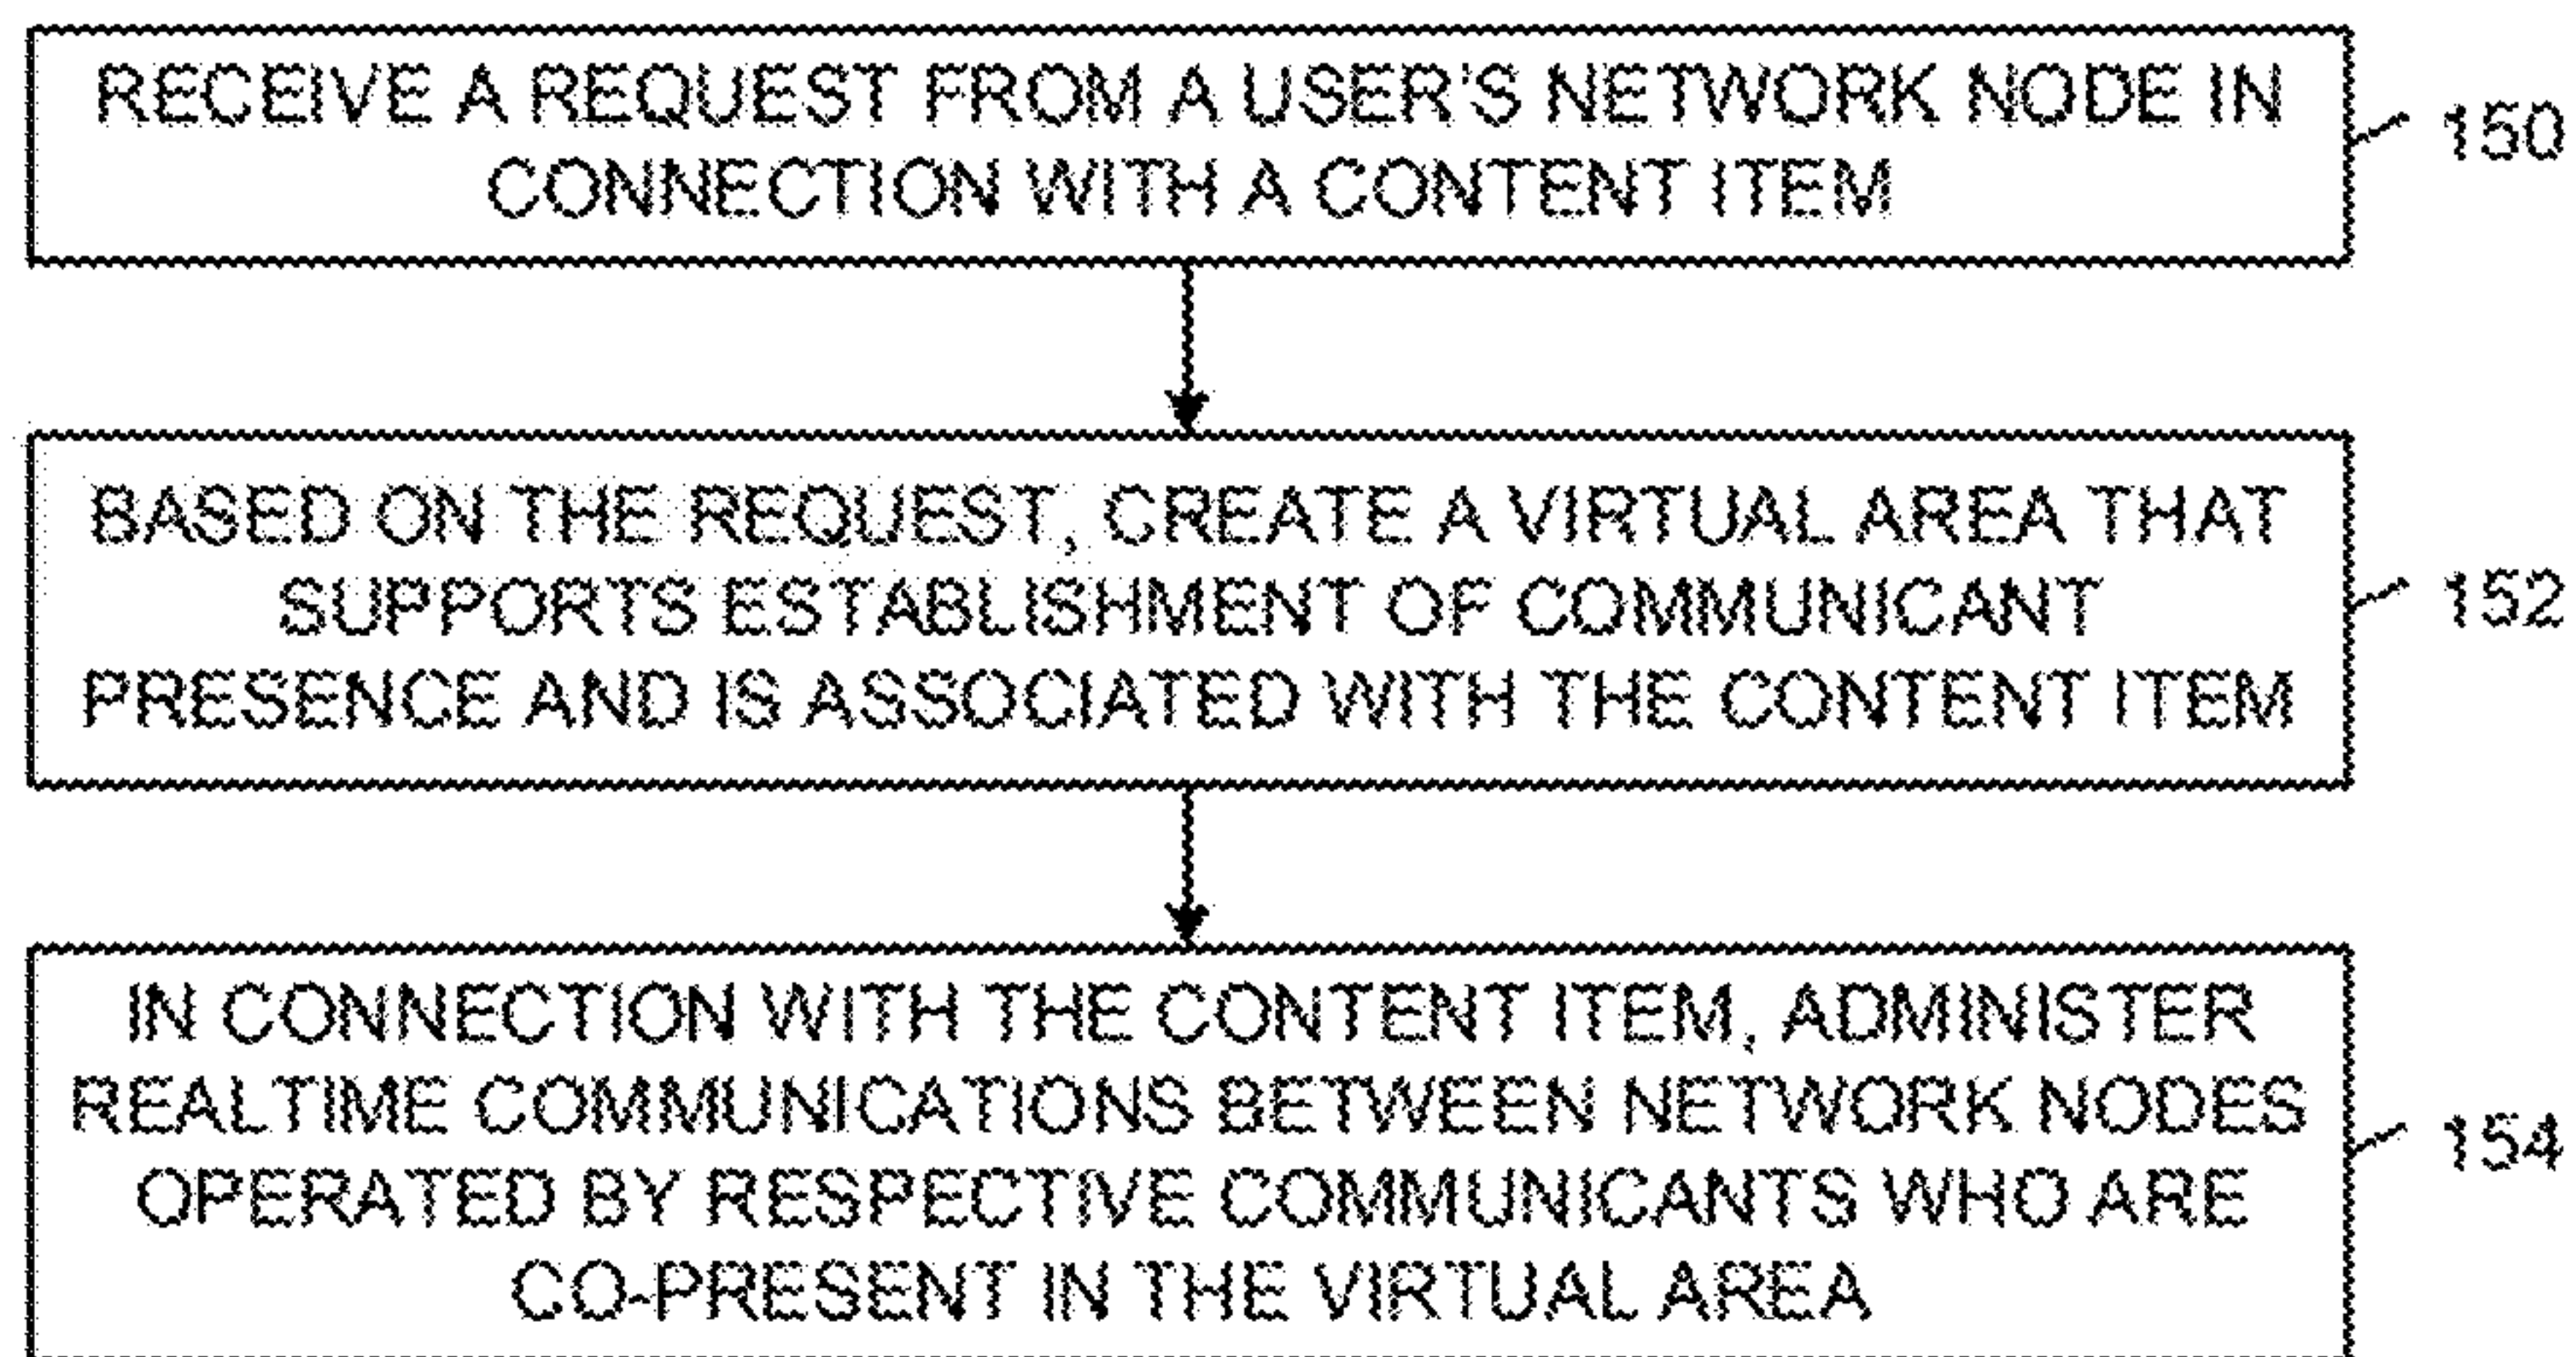 RECEIVE A REQUEST FROM A USER'S NETWORK NODE IN
CONNECTION WITH A CONTENT ITEM
150
BASED ON THE REQUEST, CREATE A VIRTUAL AREA THAT
SUPPORTS ESTABLISHMENT OF COMMUNICANT
PRESENCE AND IS ASSOCIATED WITH THE CONTENT ITEM
152
IN CONNECTION WITH THE CONTENT ITEM, ADMINISTER
REALTIME COMMUNICATIONS BETWEEN NETWORK NODES
OPERATED BY RESPECTIVE COMMUNICANTS WHO ARE
CO-PRESENT IN THE VIRTUAL AREA
154